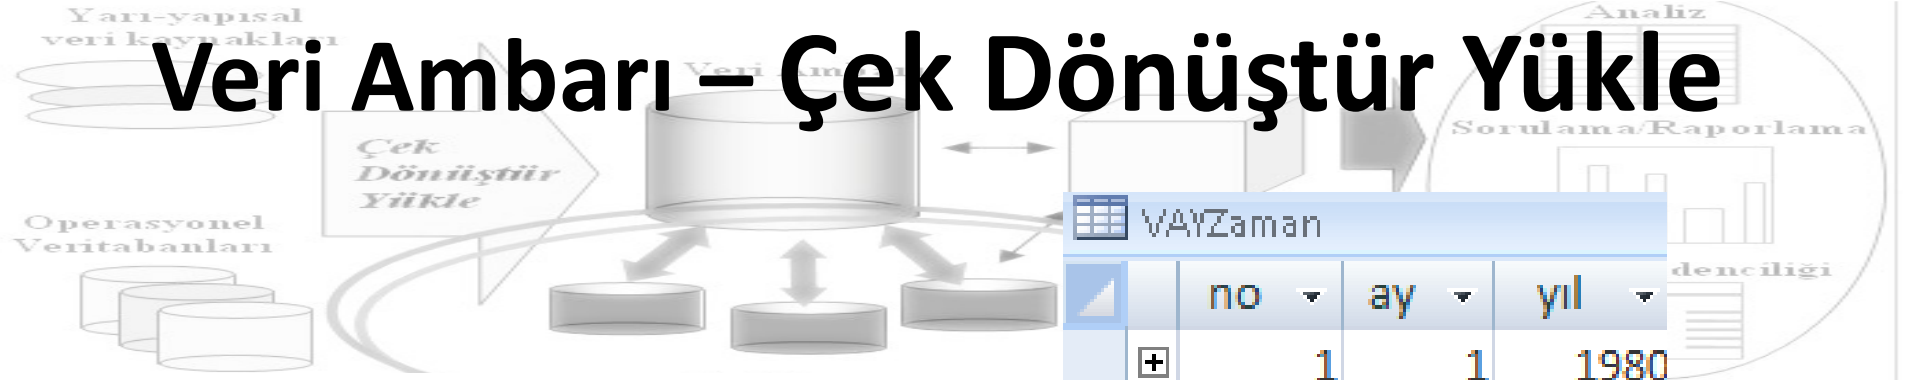 Yarı-yapısal
veri kaynakları
Veri Ambarı – Çek Dönüştür Yükle
Analiz
Sorulama/Raporlama
Çek
Dönüştür
Yükle
Operasyonel
Veritabanları
VAYZaman
no ay yıl
1 1 1980